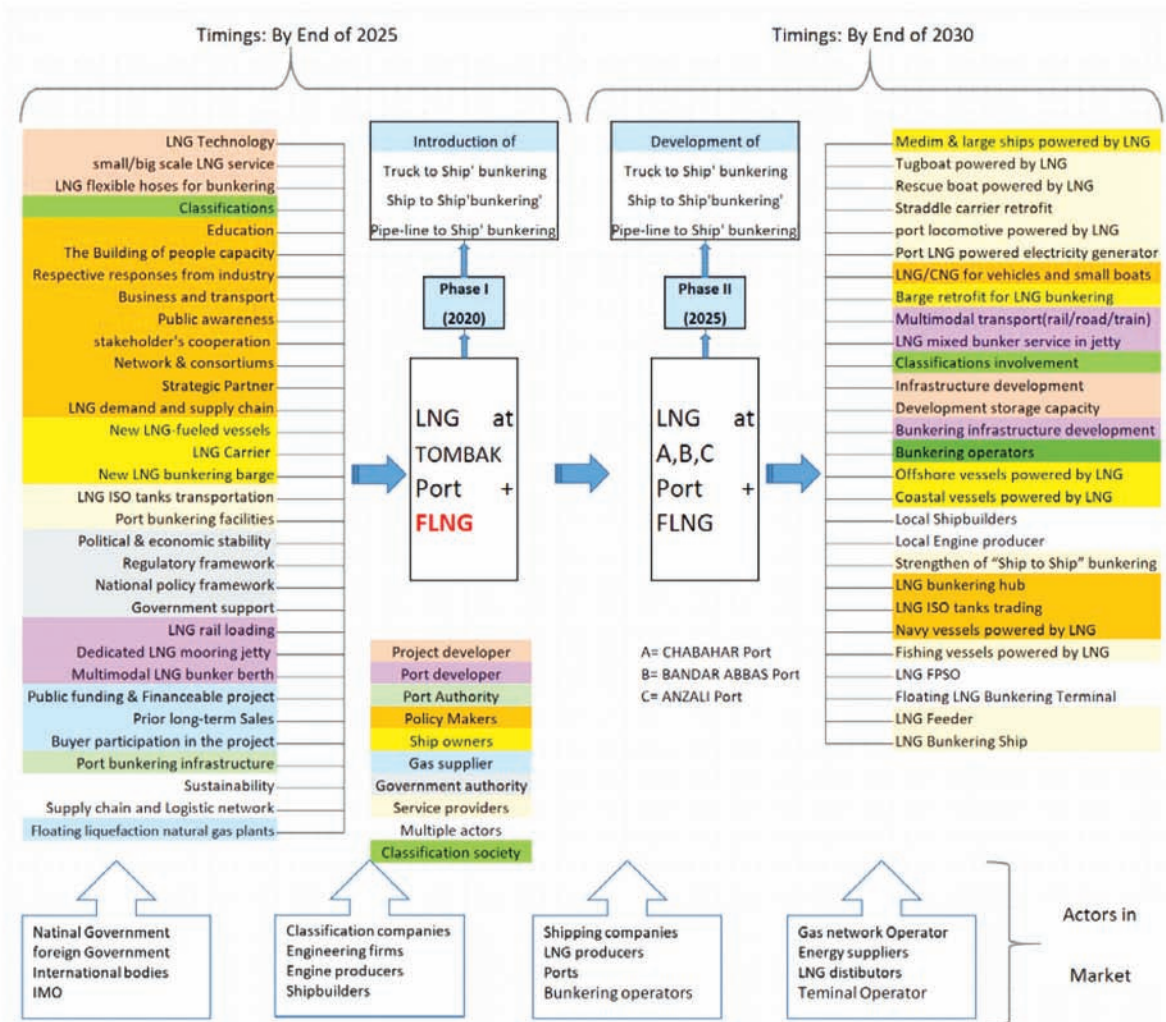 Timings: By End of 2025
Timings: By End of 2030
LNG Technology
small/big scale LNG service
LNG flexible hoses for bunkering
Classifications
Education
The Building of people capacity
Respective responses from industry
Business and transport
Public awareness
stakeholder's cooperation
Network & consortiums
Strategic Partner
LNG demand and supply chain
New LNG-fueled vessels
LNG Carrier
New LNG bunkering barge
LNG ISO tanks transportation
Port bunkering facilities
Political & economic stability
Regulatory framework
National policy framework
Government support
LNG rail loading
Dedicated LNG mooring jetty
Multimodal LNG bunker berth
Public funding & Financeable project
Prior long-term Sales
Buyer participation in the project
Port bunkering infrastructure
Sustainability
Supply chain and Logistic network
Floating liquefaction natural gas plants
Introduction of
Truck to Ship' bunkering
Ship to Ship'bunkering'
Pipe-line to Ship' bunkering
Phase I
(2020)
LNG at
TOMBAK
Port +
FLNG
Development of
Truck to Ship' bunkering
Ship to Ship'bunkering'
Pipe-line to Ship' bunkering
Phase II
(2025)
LNG at
A,B,C
Port +
FLNG
Project developer
Port developer
Port Authority
Policy Makers
Ship owners
Gas supplier
Government authority
Service providers
Multiple actors
Classification society
A= CHABAHAR Port
B= BANDAR ABBAS Port
C= ANZALI Port
Medim & large ships powered by LNG
Tugboat powered by LNG
Rescue boat powered by LNG
Straddle carrier retrofit
port locomotive powered by LNG
Port LNG powered electricity generator
LNG/CNG for vehicles and small boats
Barge retrofit for LNG bunkering
Multimodal transport(rail/road/train)
LNG mixed bunker service in jetty
Classifications involvement
Infrastructure development
Development storage capacity
Bunkering infrastructure development
Bunkering operators
Offshore vessels powered by LNG
Coastal vessels powered by LNG
Local Shipbuilders
Local Engine producer
Strengthen of "Ship to Ship" bunkering
LNG bunkering hub
LNG ISO tanks trading
Navy vessels powered by LNG
Fishing vessels powered by LNG
LNG FPSO
Floating LNG Bunkering Terminal
LNG Feeder
LNG Bunkering Ship
Natinal Government
foreign Government
International bodies
IMO
Classification companies
Engineering firms
Engine producers
Shipbuilders
Shipping companies
LNG producers
Ports
Bunkering operators
Gas network Operator
Energy suppliers
LNG distibutors
Teminal Operator
Actors in
Market